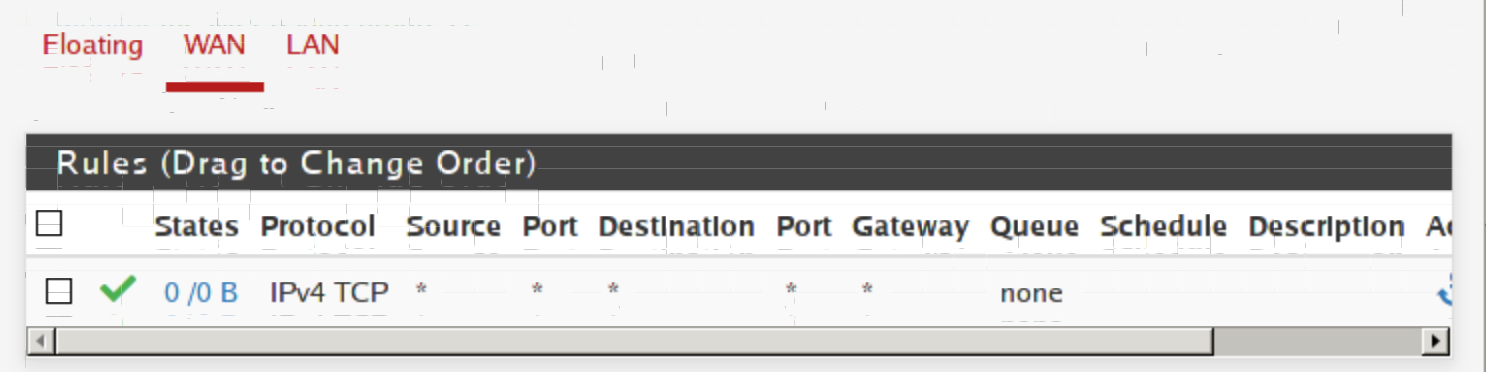 Floating WAN LAN
Rules (Drag to Change Order)
States Protocol Source Port Destination Port Gateway Queue Schedule Description
0 /0 B IPv4 TCP * * * * * none